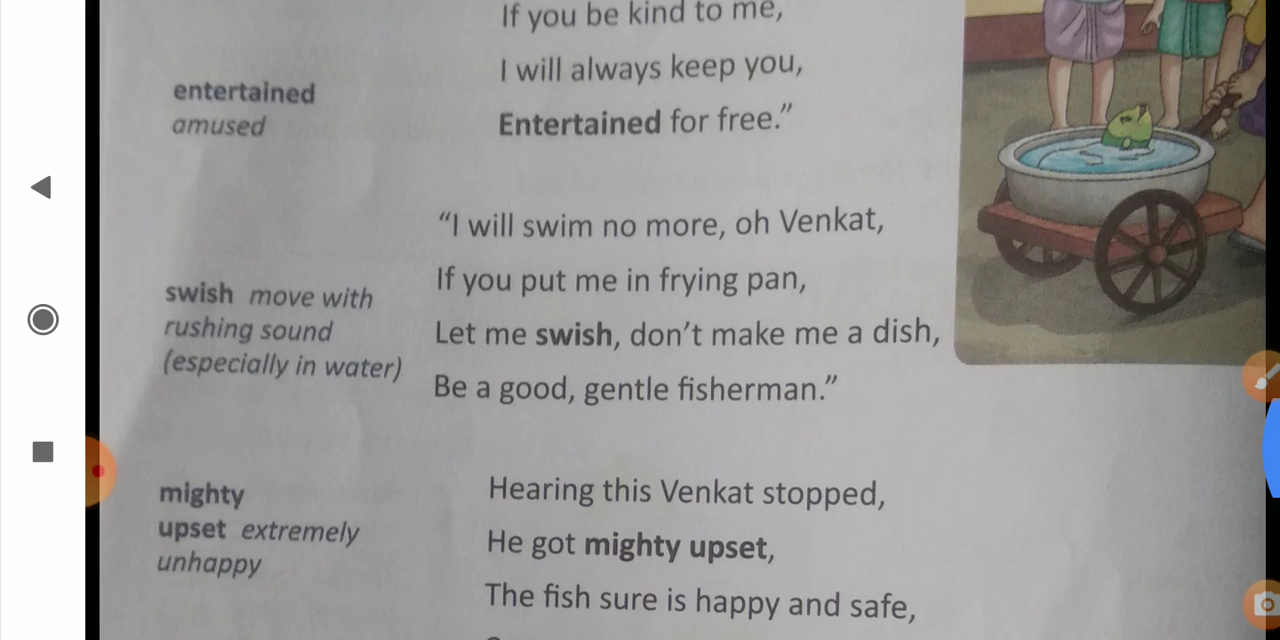 If you be kind to me,
I will always keep you,
entertained
amused
Entertained for free.”
“I will swim no more, oh Venkat,
If you put me in frying pan,
swish move with
rushing sound
(especially in water)
Let me swish, don’t make me a dish,
Be a good, gentle fisherman.”
mighty
upset extremely
unhappy
Hearing this Venkat stopped,
He got mighty upset,
The fish sure is happy and safe,